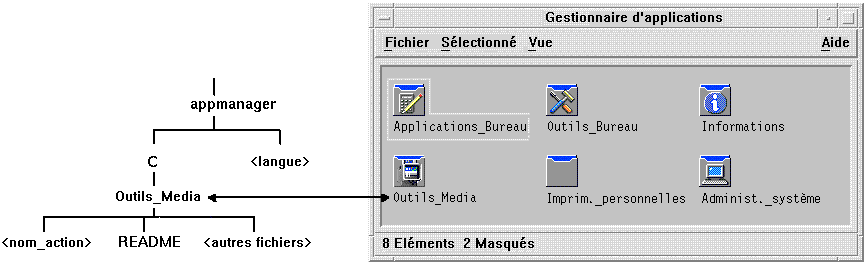 appmanager
C <langue>
Outils_Media
<nom_action> README <autres fichiers>
Gestionnaire d'applications
Fichier Sélectionné Vue Aide
Applications_Bureau Outils_Bureau Informations
Outils_Media Imprim._personnelles Administ._système
8 Eléments 2 Masqués